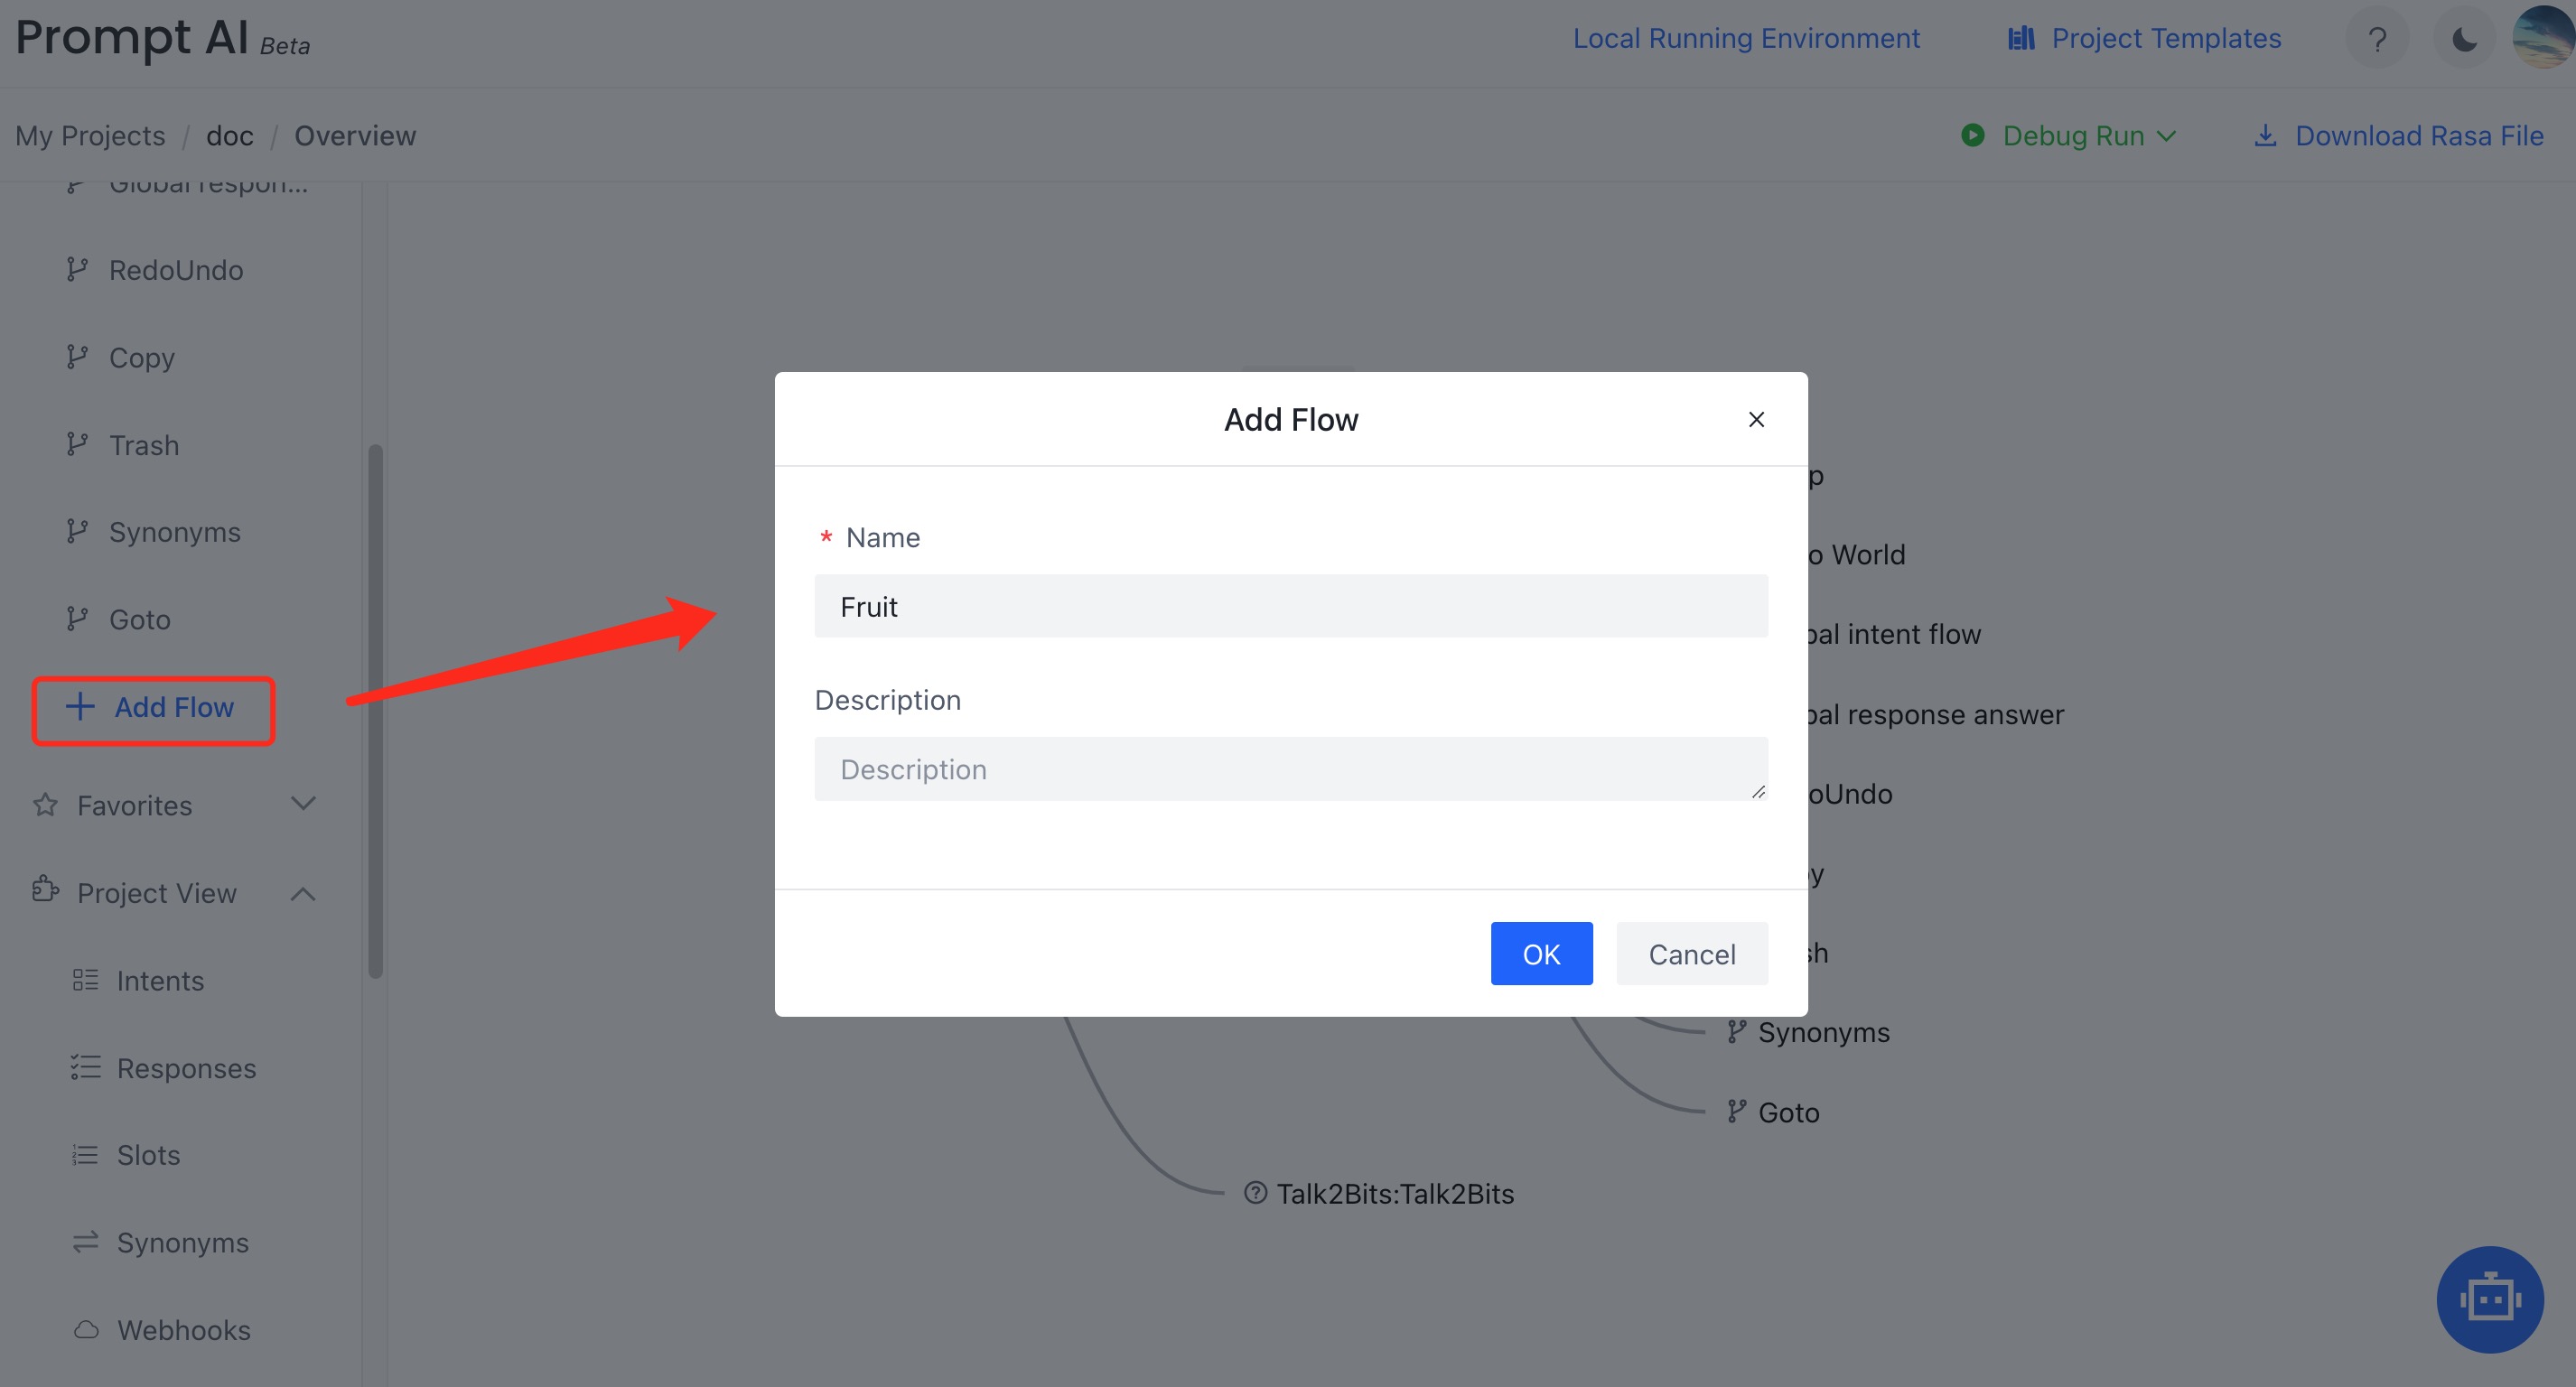 Prompt AI Beta
Local Running Environment
Project Templates
?
My Projects / doc / Overview
Debug Run
Download Rasa File
Global respon...
RedoUndo
Copy
Trash
Synonyms
Goto
+ Add Flow
Favorites
Project View
Intents
Responses
Slots
Synonyms
Webhooks
Add Flow
* Name
Fruit
Description
Description
OK
Cancel
p
o World
bal intent flow
bal response answer
oUndo
y
sh
Synonyms
Goto
Talk2Bits:Talk2Bits